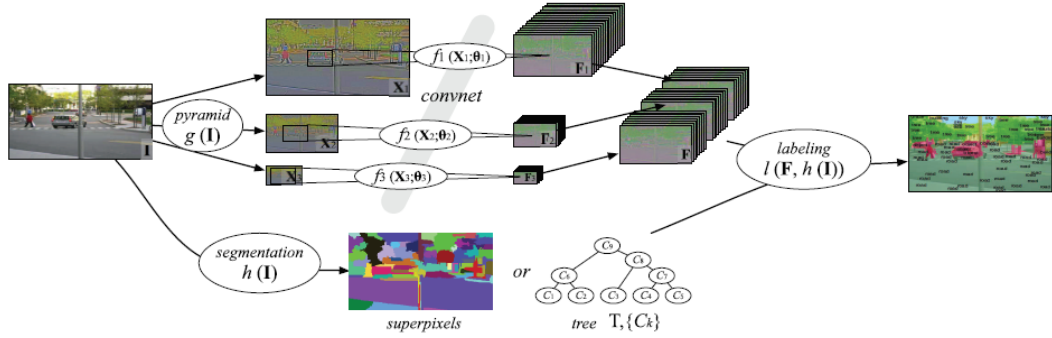 f1 (X1;θ1)
F1
X1
convnet
I
pyramid
g (I)
X2
f2 (X2;θ2)
F2
F
labeling
l (F, h (I))
X3
f3 (X3;θ3)
F3
segmentation
h (I)
superpixels
or
C9
C6
C8
C7
C1
C2
C3
C4
C5
tree T,{Ck}